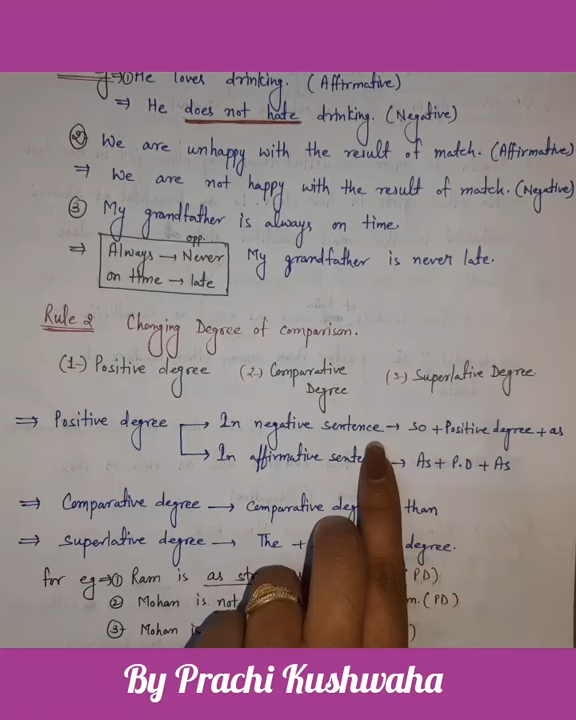 ① He loves drinking. (Affirmative)
⇒ He does not hate drinking. (Negative)
② We are unhappy with the result of match. (Affirmative)
⇒ We are not happy with the result of match. (Negative)
③ My grandfather is always on time.
opp.
⇒ Always → Never
on time → late
My grandfather is never late.
Rule 2 Changing Degree of comparison.
(1-) Positive degree (2-) Comparative Degree (3-) Superlative Degree
⇒ Positive degree → In negative sentence → so + Positive degree + as
→ In affirmative → As + P.D + As
⇒ Comparative degree → Comparative than
⇒ Superlative degree → The + degree.
for eg ⇒ ① Ram is as (PD)
② Mohan is not (PD)
③ Mohan is
By Prachi Kushwaha